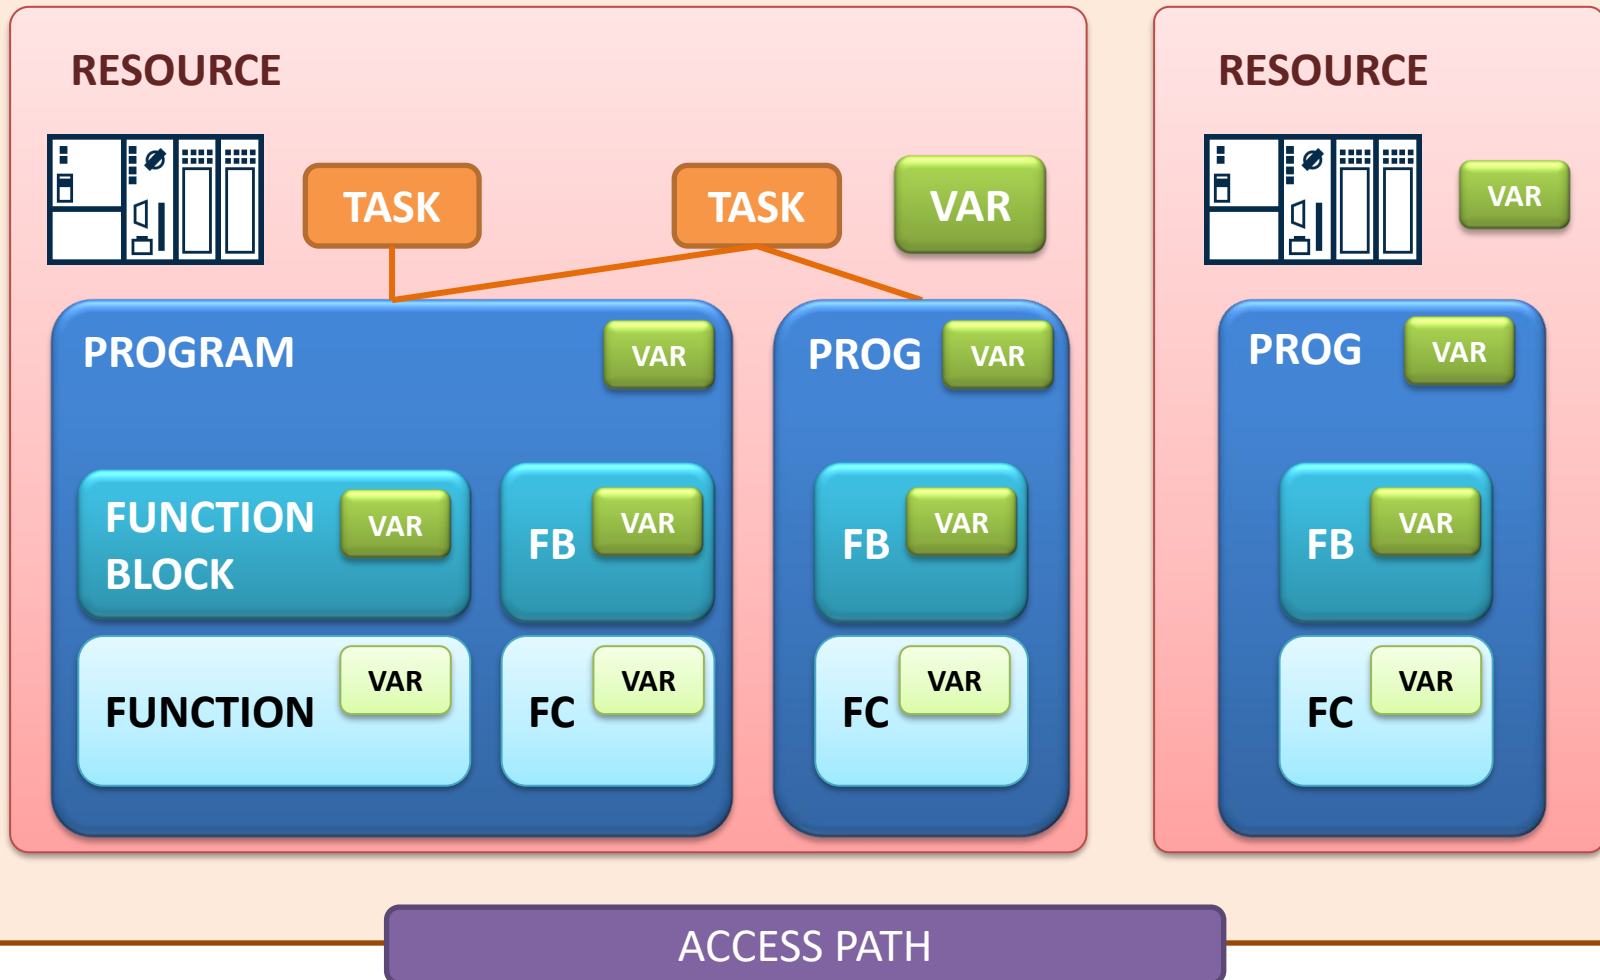 RESOURCE
TASK
TASK
VAR
PROGRAM
VAR
PROG
VAR
FUNCTION
BLOCK
VAR
FB
VAR
FB
VAR
FUNCTION
VAR
FC
VAR
FC
VAR
RESOURCE
VAR
PROG
VAR
FB
VAR
FC
VAR
ACCESS PATH